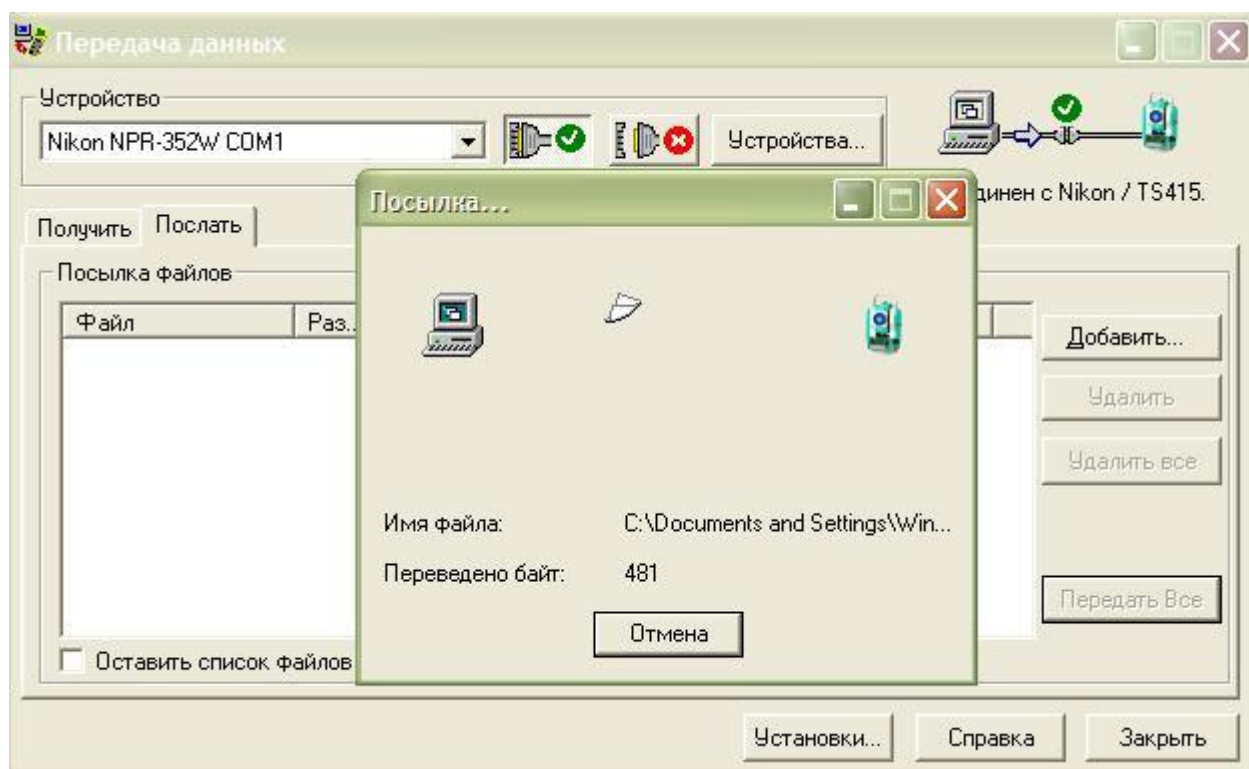 Передача данных
Устройство
Nikon NPR-352W COM1
Устройства...
динен с Nikon / TS415.
Получить Послать
Посылка файлов
Файл Раз..
Добавить...
Удалить
Удалить все
Передать Все
Оставить список файлов
Посылка...
Имя файла: C:\Documents and Settings\Win...
Переведено байт: 481
Отмена
Установки... Справка Закрыть